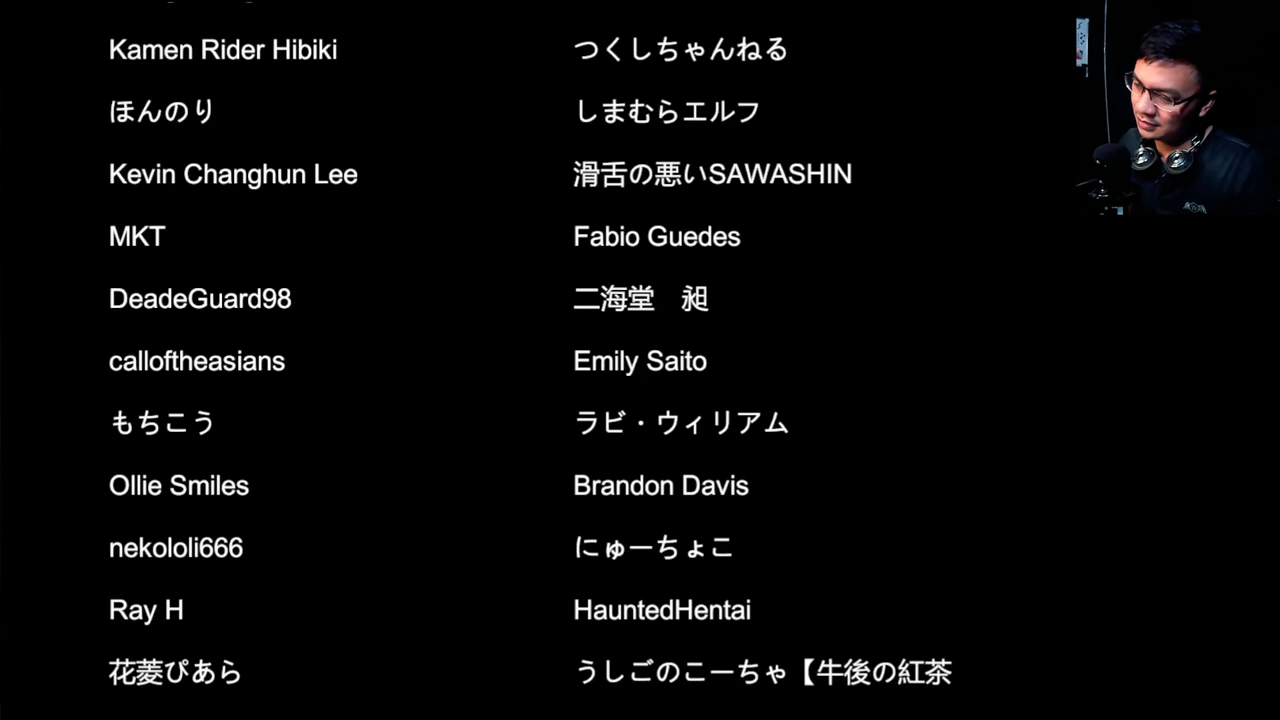 Kamen Rider Hibiki
つくしちゃんねる
ほんのり
しまむらエルフ
Kevin Changhun Lee
滑舌の悪いSAWASHIN
MKT
Fabio Guedes
DeadeGuard98
二海堂　昶
calloftheasians
Emily Saito
もちこう
ラビ・ウィリアム
Ollie Smiles
Brandon Davis
nekololi666
にゅーちょこ
Ray H
HauntedHentai
花菱ぴあら
うしごのこーちゃ【牛後の紅茶